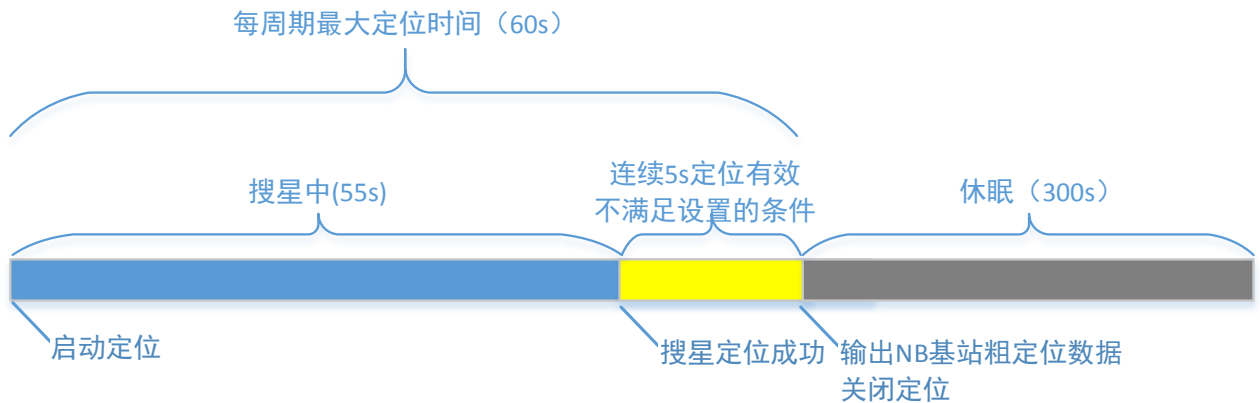 每周期最大定位时间（60s）
搜星中(55s)
连续5s定位有效
不满足设置的条件
休眠（300s）
启动定位
搜星定位成功
输出NB基站粗定位数据
关闭定位